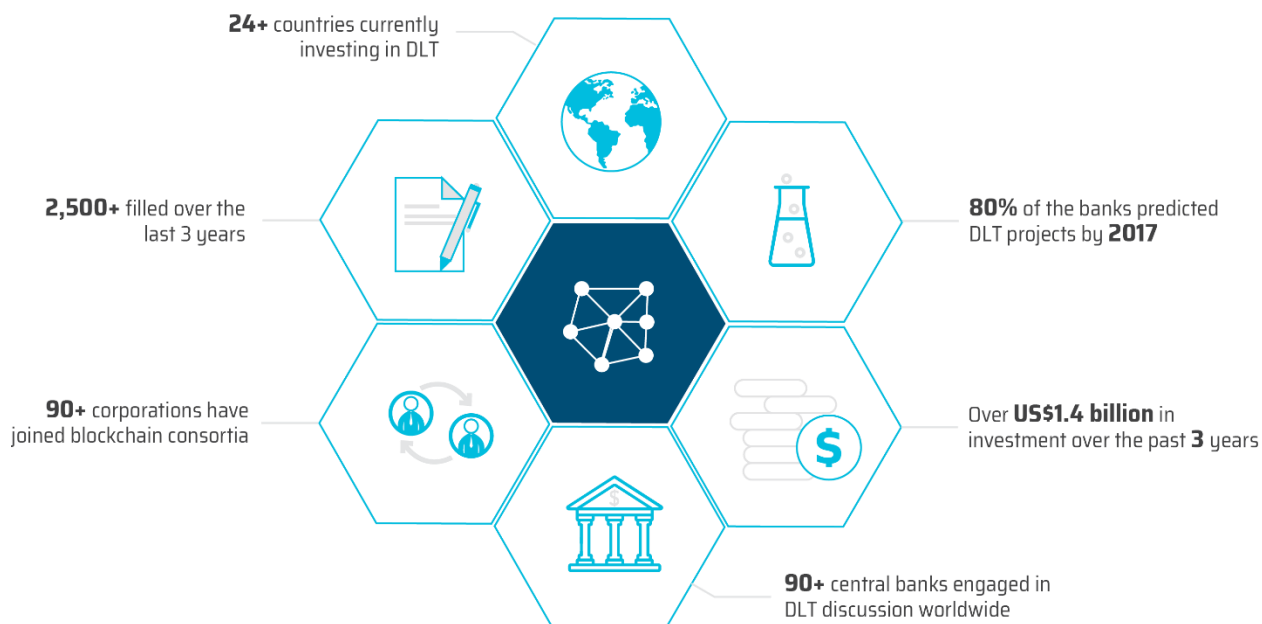 24+ countries currently
investing in DLT
2,500+ filled over the
last 3 years
80% of the banks predicted
DLT projects by 2017
90+ corporations have
joined blockchain consortia
Over US$1.4 billion in
investment over the past 3 years
$
$
90+ central banks engaged in
DLT discussion worldwide